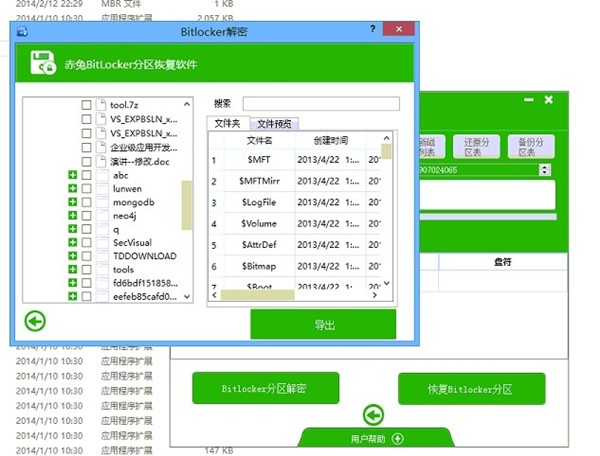 2014/2/12 22:29 MBR 文件 1 KB
2014/1/10 10:30 应用程序扩展 2,057 KB
Bitlocker解密
? ×
赤兔BitLocker分区恢复软件
tool.7z
VS_EXPBSLN_x...
VS_EXPBSLN_x...
企业级应用开发...
演讲--修改.doc
abc
lunwen
mongodb
neo4j
q
SecVisual
TDDOWNLOAD
tools
fd6bdf151858...
eefeb85cafd0...
搜索
文件夹 文件预览
文件名 创建时间
1 $MFT 2013/4/22 1:... 20
2 $MFTMirr 2013/4/22 1:... 20
3 $LogFile 2013/4/22 1:... 20
4 $Volume 2013/4/22 1:... 20
5 $AttrDef 2013/4/22 1:... 20
6 $Bitmap 2013/4/22 1:... 20
7 $Boot 2013/4/22 1:... 20
导出
列表
还原分
区表
备份分
区表
907024065
盘符
应用程序扩展
2014/1/10 10:30 应用程序扩展
2014/1/10 10:30 应用程序扩展
2014/1/10 10:30 应用程序扩展
2014/1/10 10:30 应用程序扩展
2014/1/10 10:30 应用程序扩展
2014/1/10 10:30 应用程序扩展
2014/1/10 10:30 应用程序扩展 147 KB
Bitlocker分区解密
恢复Bitlocker分区
用户帮助